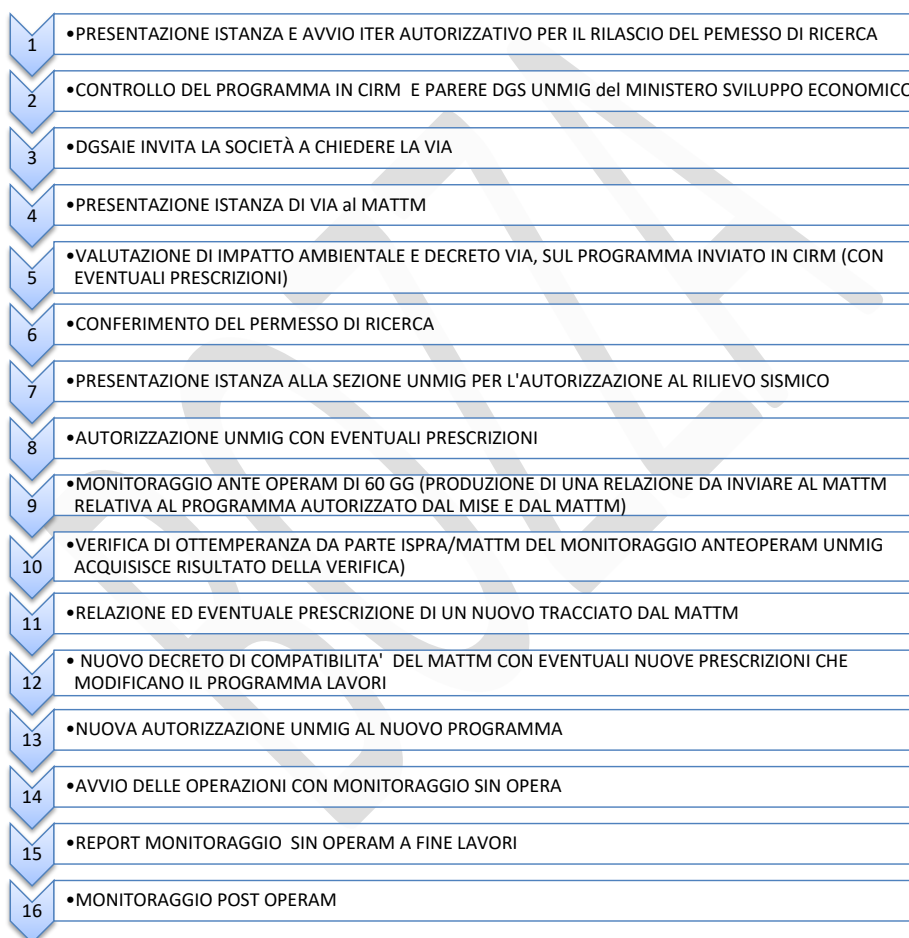 1
•PRESENTAZIONE ISTANZA E AVVIO ITER AUTORIZZATIVO PER IL RILASCIO DEL PEMESSO DI RICERCA
2
•CONTROLLO DEL PROGRAMMA IN CIRM E PARERE DGS UNMIG del MINISTERO SVILUPPO ECONOMICO
3
•DGSAIE INVITA LA SOCIETÀ A CHIEDERE LA VIA
4
•PRESENTAZIONE ISTANZA DI VIA al MATTM
5
•VALUTAZIONE DI IMPATTO AMBIENTALE E DECRETO VIA, SUL PROGRAMMA INVIATO IN CIRM (CON
EVENTUALI PRESCRIZIONI)
6
•CONFERIMENTO DEL PERMESSO DI RICERCA
7
•PRESENTAZIONE ISTANZA ALLA SEZIONE UNMIG PER L'AUTORIZZAZIONE AL RILIEVO SISMICO
8
•AUTORIZZAZIONE UNMIG CON EVENTUALI PRESCRIZIONI
9
•MONITORAGGIO ANTE OPERAM DI 60 GG (PRODUZIONE DI UNA RELAZIONE DA INVIARE AL MATTM
RELATIVA AL PROGRAMMA AUTORIZZATO DAL MISE E DAL MATTM)
10
•VERIFICA DI OTTEMPERANZA DA PARTE ISPRA/MATTM DEL MONITORAGGIO ANTEOPERAM UNMIG
ACQUISISCE RISULTATO DELLA VERIFICA)
11
•RELAZIONE ED EVENTUALE PRESCRIZIONE DI UN NUOVO TRACCIATO DAL MATTM
12
• NUOVO DECRETO DI COMPATIBILITA' DEL MATTM CON EVENTUALI NUOVE PRESCRIZIONI CHE
MODIFICANO IL PROGRAMMA LAVORI
13
•NUOVA AUTORIZZAZIONE UNMIG AL NUOVO PROGRAMMA
14
•AVVIO DELLE OPERAZIONI CON MONITORAGGIO SIN OPERA
15
•REPORT MONITORAGGIO SIN OPERAM A FINE LAVORI
16
•MONITORAGGIO POST OPERAM
BOZZA